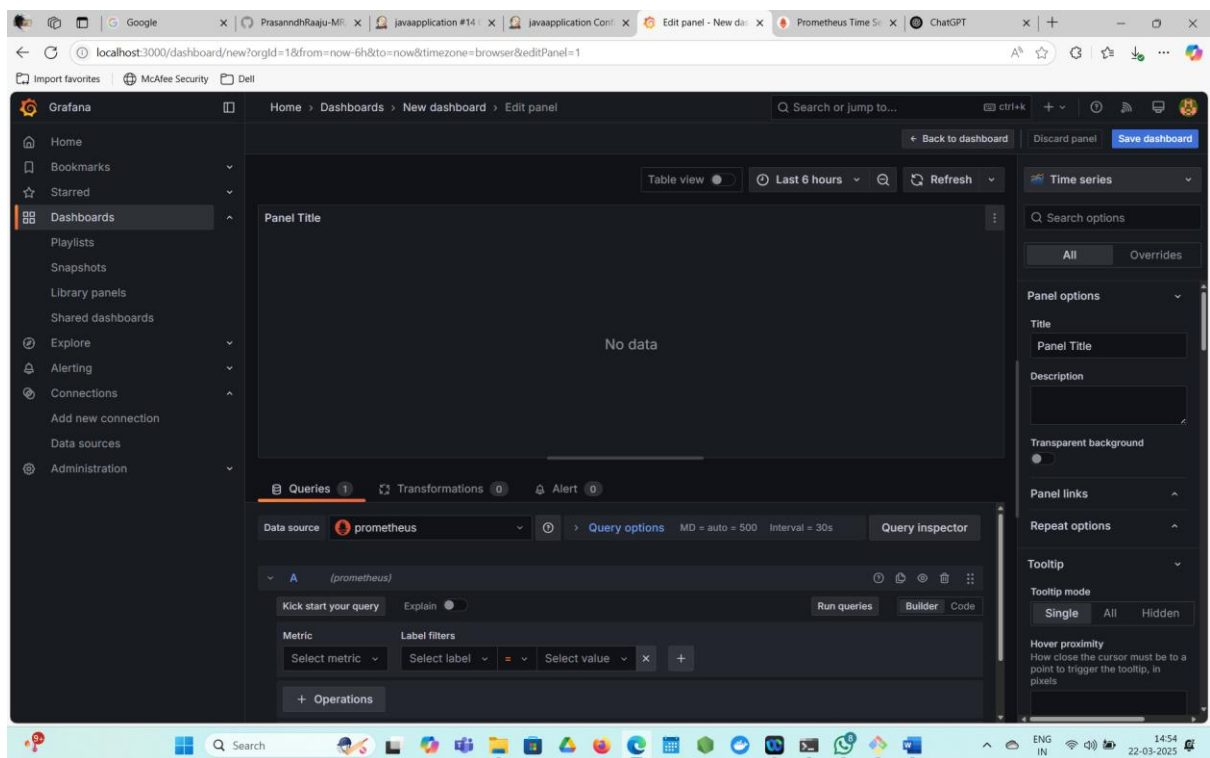 Google
PrasanndhRaaju-MR
javaapplication #14
javaapplication Conf
Edit panel - New das
Prometheus Time Se
ChatGPT
localhost:3000/dashboard/new?orgId=1&from=now-6h&to=now&timezone=browser&editPanel=1
Import favorites McAfee Security Dell
Grafana
Home › Dashboards › New dashboard › Edit panel
Search or jump to... ctrl+k
← Back to dashboard Discard panel Save dashboard
Home
Bookmarks
Starred
Dashboards
Playlists
Snapshots
Library panels
Shared dashboards
Explore
Alerting
Connections
Add new connection
Data sources
Administration
Table view Last 6 hours Refresh
Panel Title
No data
Queries 1 Transformations 0 Alert 0
Data source prometheus › Query options MD = auto = 500 Interval = 30s Query inspector
A (prometheus)
Kick start your query Explain Run queries Builder Code
Metric Label filters
Select metric Select label = Select value × +
+ Operations
Time series
Search options
All Overrides
Panel options
Title
Panel Title
Description
Transparent background
Panel links
Repeat options
Tooltip
Tooltip mode
Single All Hidden
Hover proximity
How close the cursor must be to a
point to trigger the tooltip, in
pixels
9+
Search
8
ENG
IN
14:54
22-03-2025